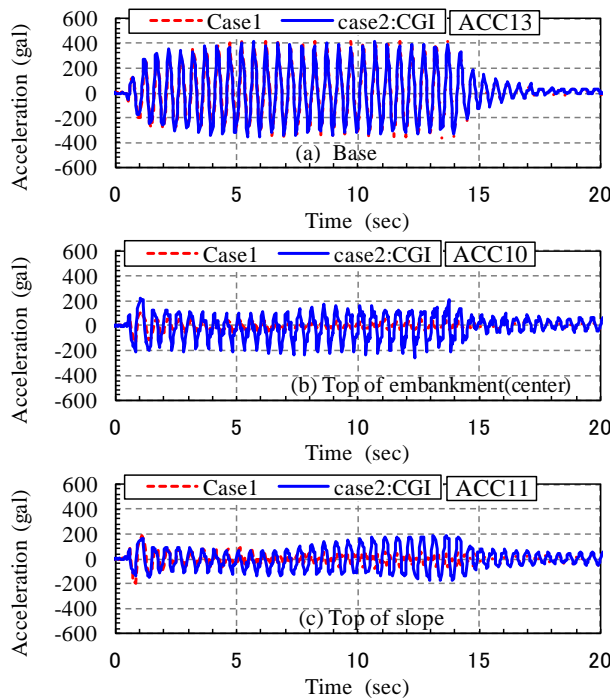 Case1 case2:CGI ACC13
Acceleration (gal)
600
400
200
0
-200
-400
-600
(a) Base
0 5 10 15 20
Time (sec)
Case1 case2:CGI ACC10
Acceleration (gal)
600
400
200
0
-200
-400
-600
(b) Top of embankment(center)
0 5 10 15 20
Time (sec)
Case1 case2:CGI ACC11
Acceleration (gal)
600
400
200
0
-200
-400
-600
(c) Top of slope
0 5 10 15 20
Time (sec)